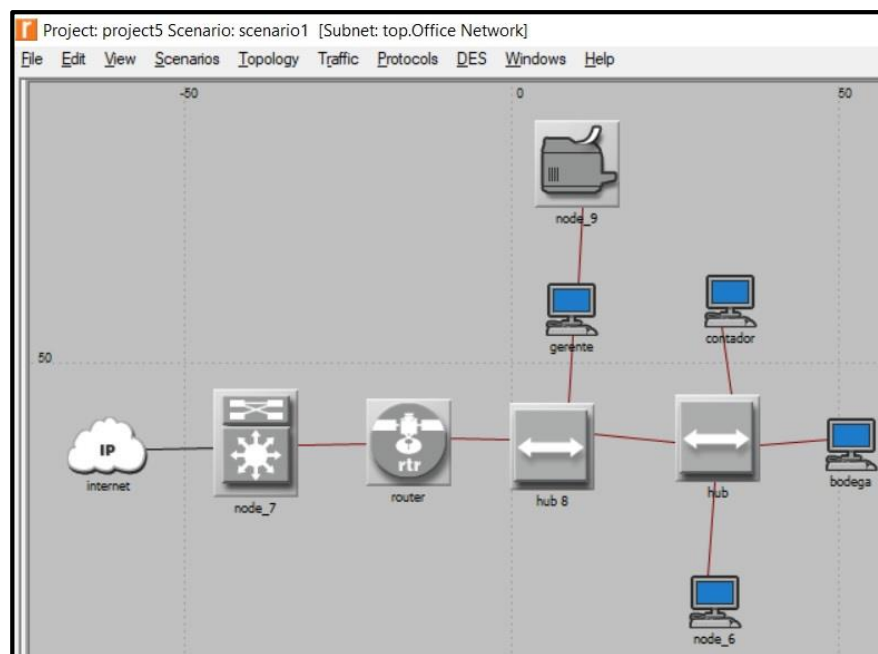 Project: project5 Scenario: scenario1 [Subnet: top.Office Network]
File Edit View Scenarios Topology Traffic Protocols DES Windows Help
-50 0 50
node_9
gerente
contador
50
IP
internet
node_7
rtr
router
hub 8
hub
bodega
node_6